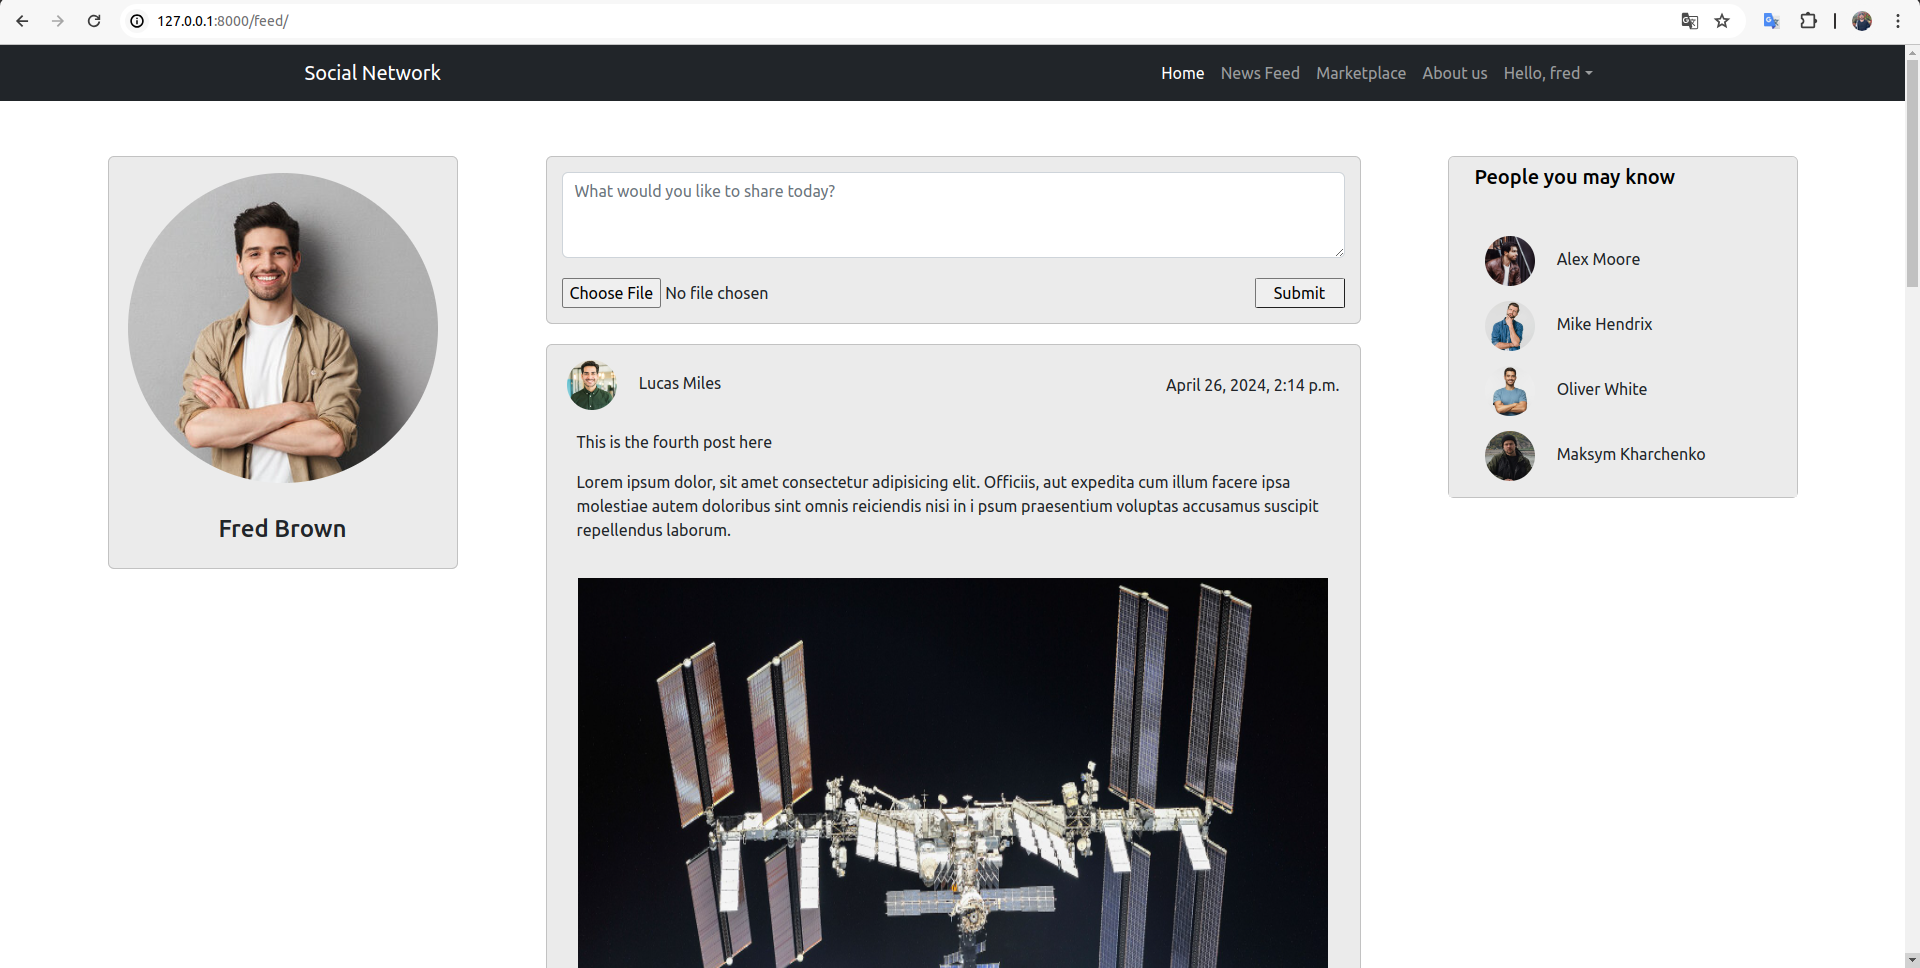 127.0.0.1:8000/feed/
Social Network
Home News Feed Marketplace About us Hello, fred
Fred Brown
What would you like to share today?
Choose File No file chosen Submit
Lucas Miles April 26, 2024, 2:14 p.m.
This is the fourth post here
Lorem ipsum dolor, sit amet consectetur adipisicing elit. Officiis, aut expedita cum illum facere ipsa
molestiae autem doloribus sint omnis reiciendis nisi in i psum praesentium voluptas accusamus suscipit
repellendus laborum.
People you may know
Alex Moore
Mike Hendrix
Oliver White
Maksym Kharchenko